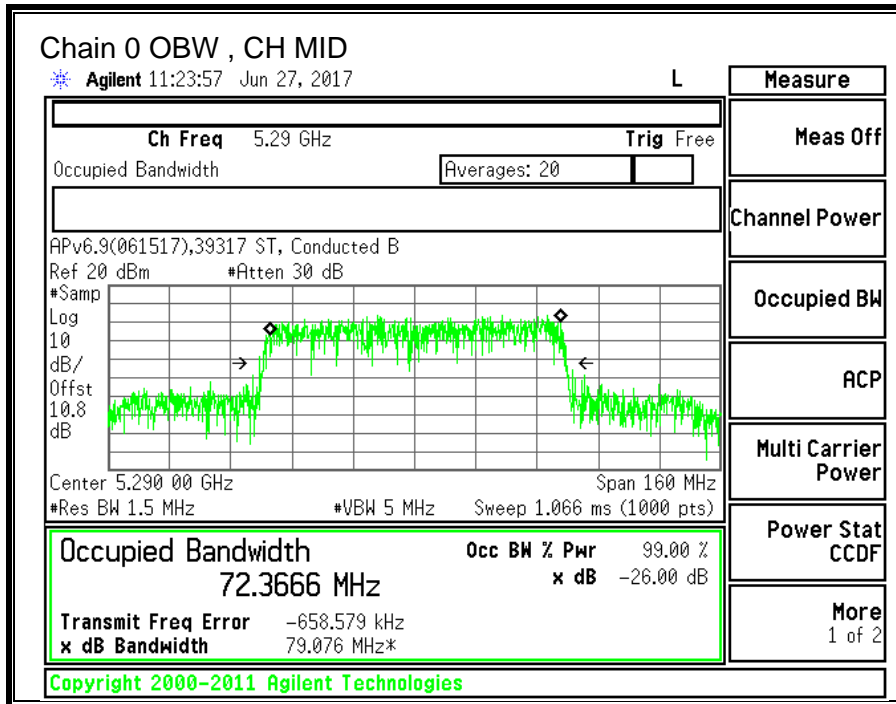 Chain 0 OBW , CH MID
Agilent 11:23:57 Jun 27, 2017 L
Measure
Ch Freq 5.29 GHz Trig Free
Meas Off
Occupied Bandwidth Averages: 20
Channel Power
APv6.9(061517),39317 ST, Conducted B
Ref 20 dBm #Atten 30 dB
#Samp
Log
10
dB/
Offst
10.8
dB
Occupied BW
ACP
Center 5.290 00 GHz Span 160 MHz
#Res BW 1.5 MHz #VBW 5 MHz Sweep 1.066 ms (1000 pts)
Multi Carrier
Power
Occupied Bandwidth Occ BW % Pwr 99.00 %
72.3666 MHz x dB -26.00 dB
Power Stat
CCDF
Transmit Freq Error -658.579 kHz
x dB Bandwidth 79.076 MHz*
More
1 of 2
Copyright 2000-2011 Agilent Technologies